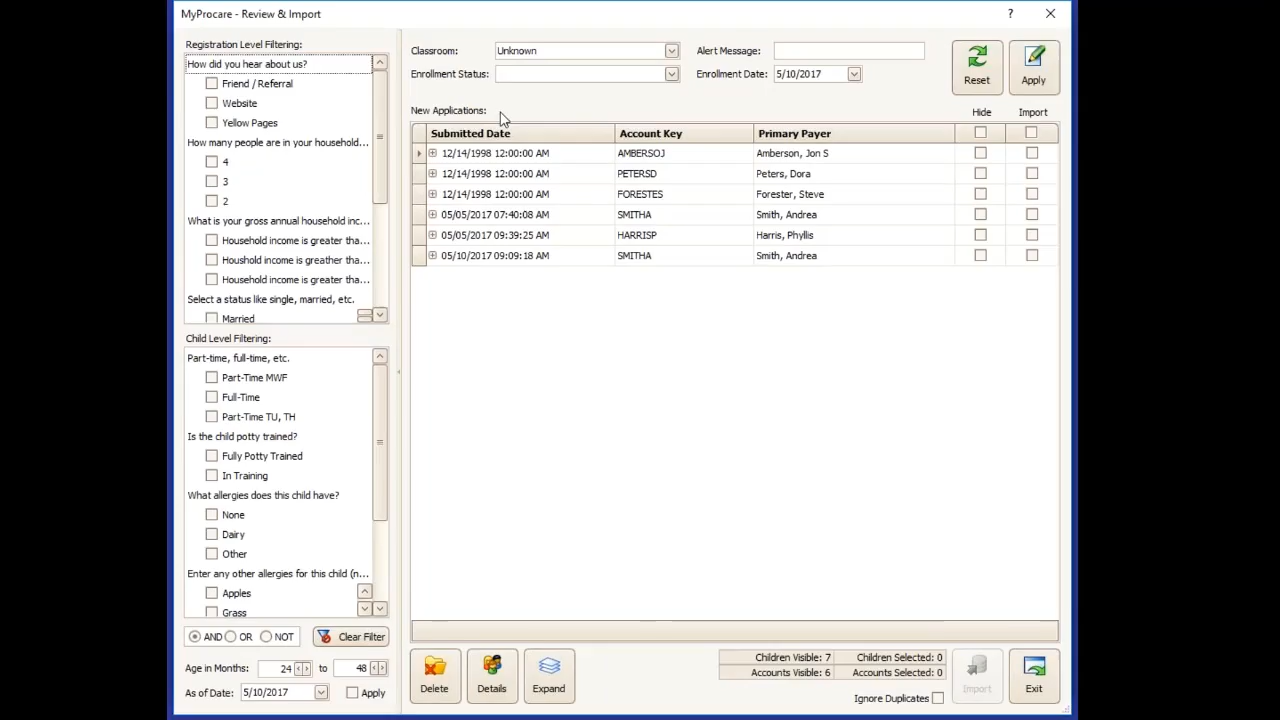 MyProcare - Review & Import
?
Registration Level Filtering:
How did you hear about us?
Friend / Referral
Website
Yellow Pages
How many people are in your household...
4
3
2
What is your gross annual household inc...
Household income is greater tha...
Houshold income is greather tha...
Household income is greater tha...
Select a status like single, married, etc.
Married
Child Level Filtering:
Part-time, full-time, etc.
Part-Time MWF
Full-Time
Part-Time TU, TH
Is the child potty trained?
Fully Potty Trained
In Training
What allergies does this child have?
None
Dairy
Other
Enter any other allergies for this child (n...
Apples
Grass
AND OR NOT Clear Filter
Age in Months: 24 to 48
As of Date: 5/10/2017 Apply
Classroom: Unknown Alert Message:
Enrollment Status: Enrollment Date: 5/10/2017
Reset Apply
New Applications: Hide Import
Submitted Date Account Key Primary Payer
12/14/1998 12:00:00 AM AMBERSOJ Amberson, Jon S
12/14/1998 12:00:00 AM PETERSD Peters, Dora
12/14/1998 12:00:00 AM FORESTES Forester, Steve
05/05/2017 07:40:08 AM SMITHA Smith, Andrea
05/05/2017 09:39:25 AM HARRISP Harris, Phyllis
05/10/2017 09:09:18 AM SMITHA Smith, Andrea
Delete Details Expand
Children Visible: 7 Children Selected: 0
Accounts Visible: 6 Accounts Selected: 0
Import Exit
Ignore Duplicates